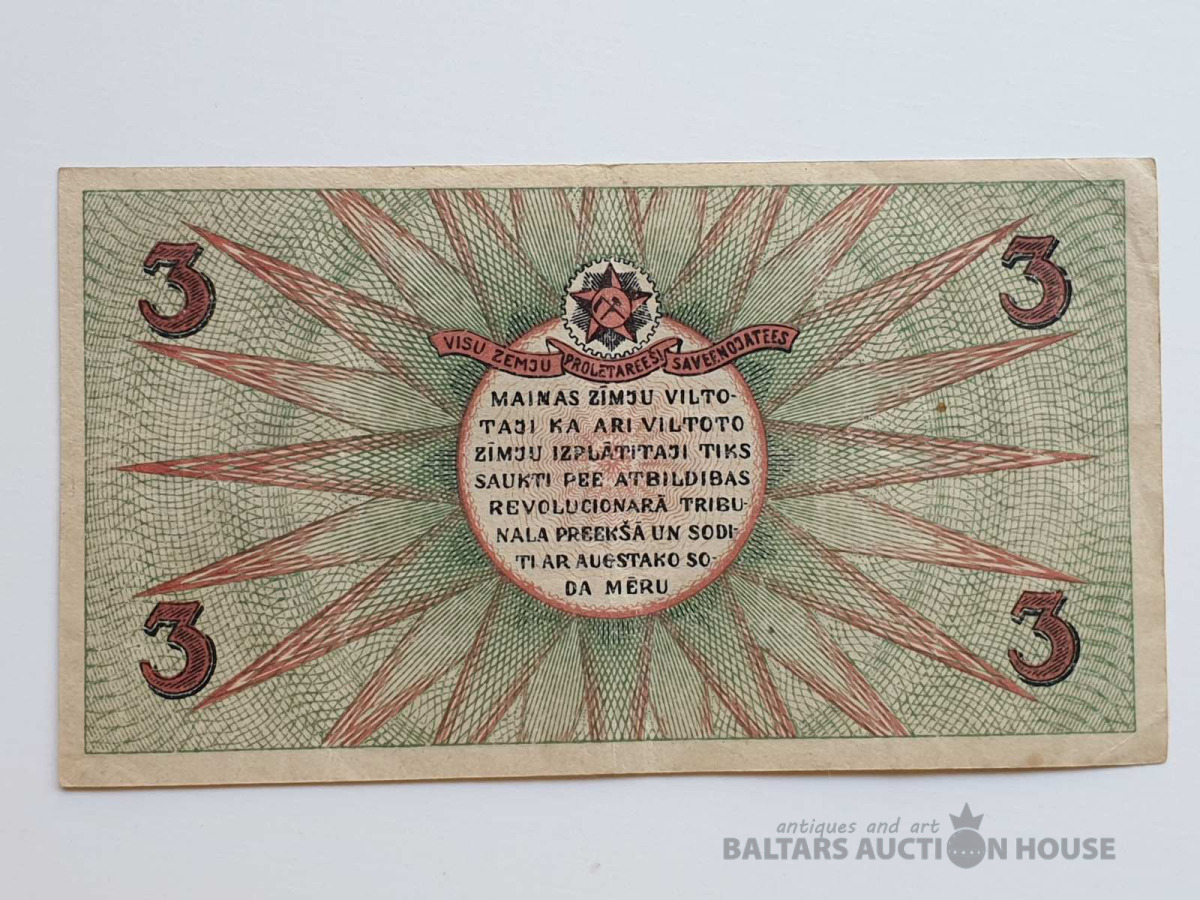 3
3
VISU ZEMJU PROLETAREEŠI SAVEENOJATEES
MAIŅAS ZĪMJU VILTO-
TAJI KA ARI VILTOTO
ZĪMJU IZPLĀTITAJI TIKS
SAUKTI PEE ATBILDIBAS
REVOLUCIONARĀ TRIBU-
NALA PREEKŠĀ UN SODI-
TI AR AUGSTAKO SO-
DA MĒRU
3
3
antiques and art
BALTARS AUCTION HOUSE